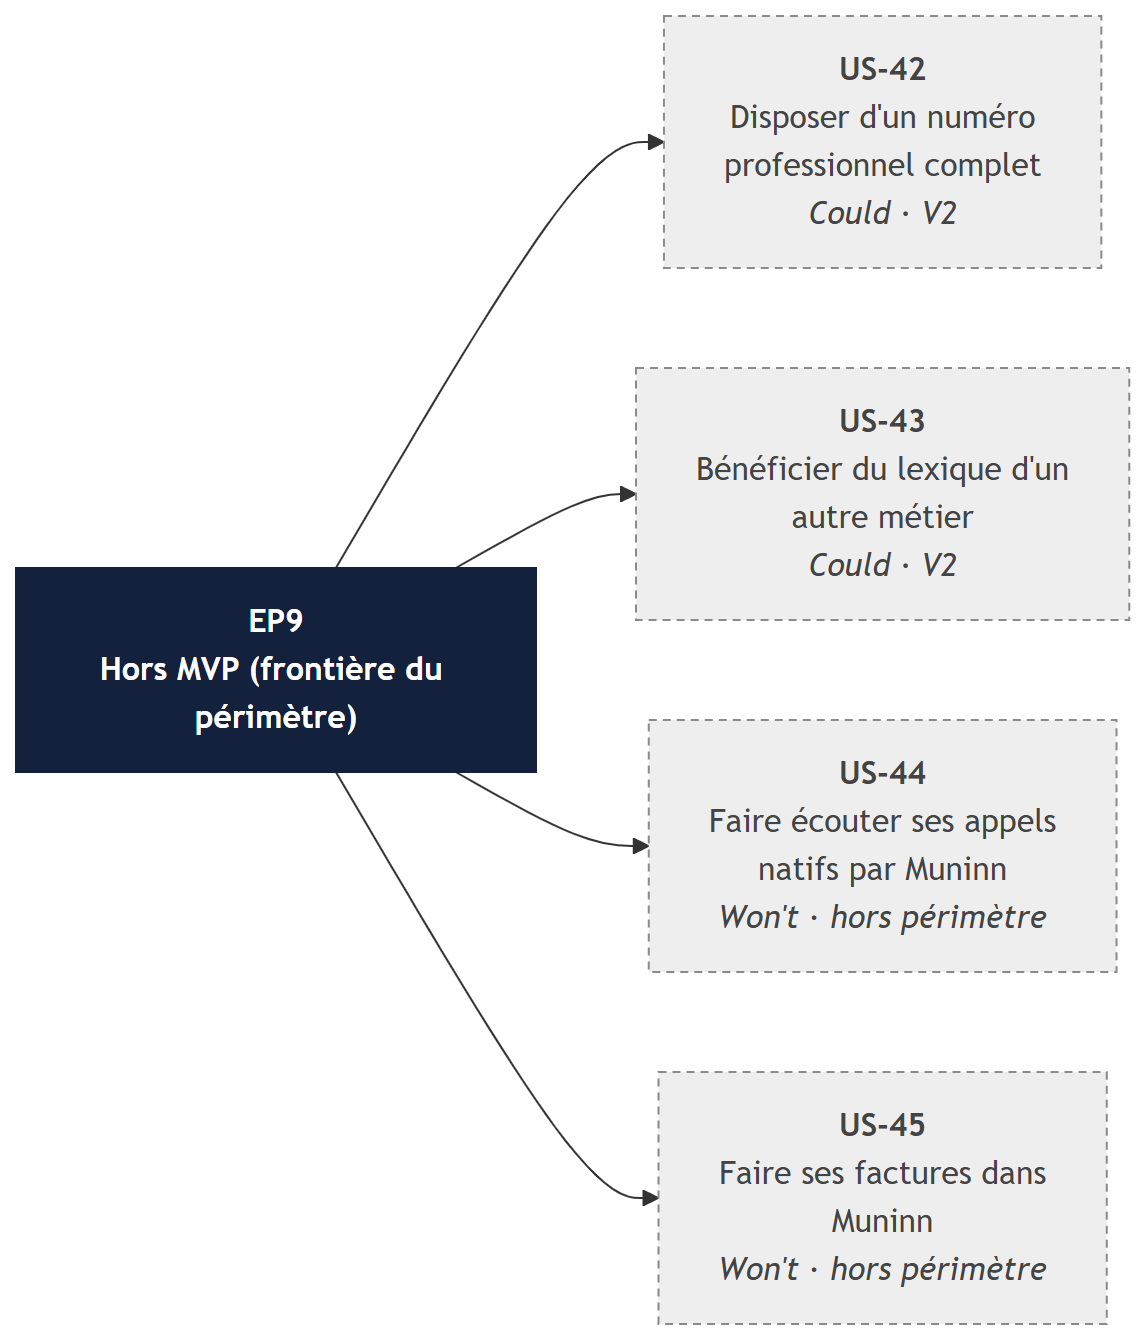 US-42
Disposer d'un numéro
professionnel complet
Could · V2
US-43
Bénéficier du lexique d'un
autre métier
Could · V2
EP9
Hors MVP (frontière du
périmètre)
US-44
Faire écouter ses appels
natifs par Muninn
Won't · hors périmètre
US-45
Faire ses factures dans
Muninn
Won't · hors périmètre